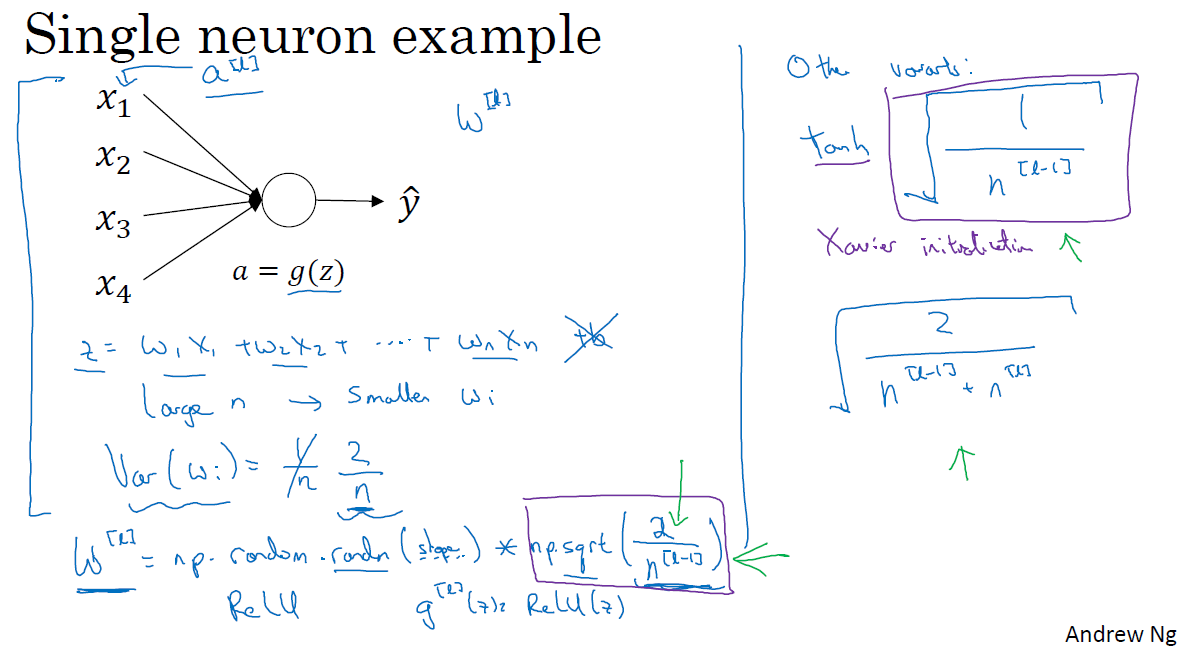 Single neuron example
a^[l]
x₁
x₂
x₃
x₄
ŷ
a = g(z)
W^[l]
z = w₁x₁ + w₂x₂ + ... + wₙxₙ +b
Large n → Smaller wᵢ
Var(wᵢ) = 1/n 2/n
W^[l] = np.random.randn(shape) * np.sqrt(2/n^[l-1])
ReLU g^[l](z) = ReLU(z)
Other variants:
tanh √(1/n^[l-1])
Xavier initialization ↑
√(2/(n^[l-1] + n^[l]))
↑
Andrew Ng